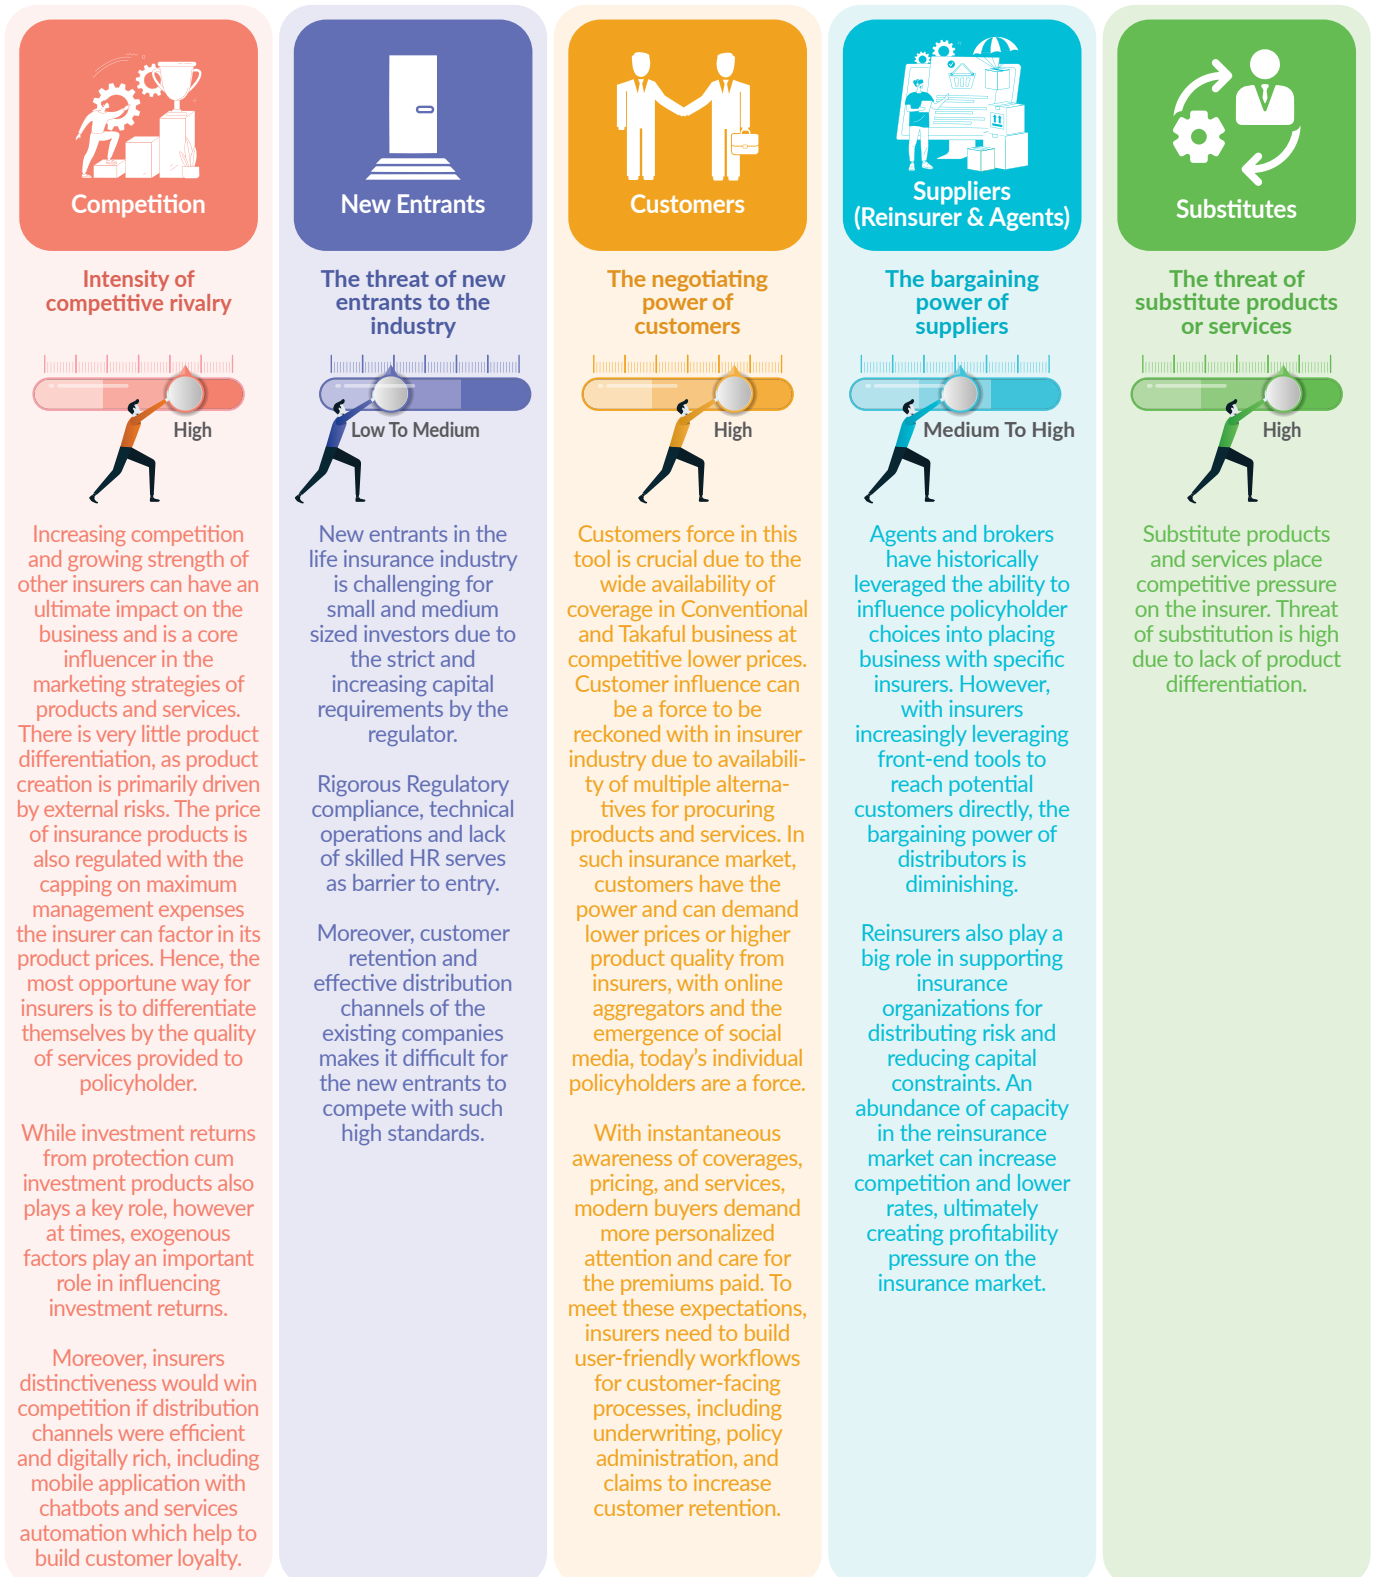 Competition
Intensity of
competitive rivalry
High
Increasing competition
and growing strength of
other insurers can have an
ultimate impact on the
business and is a core
influencer in the
marketing strategies of
products and services.
There is very little product
differentiation, as product
creation is primarily driven
by external risks. The price
of insurance products is
also regulated with the
capping on maximum
management expenses
the insurer can factor in its
product prices. Hence, the
most opportune way for
insurers is to differentiate
themselves by the quality
of services provided to
policyholder.
While investment returns
from protection cum
investment products also
plays a key role, however
at times, exogenous
factors play an important
role in influencing
investment returns.
Moreover, insurers
distinctiveness would win
competition if distribution
channels were efficient
and digitally rich, including
mobile application with
chatbots and services
automation which help to
build customer loyalty.
New Entrants
The threat of new
entrants to the
industry
Low To Medium
New entrants in the
life insurance industry
is challenging for
small and medium
sized investors due to
the strict and
increasing capital
requirements by the
regulator.
Rigorous Regulatory
compliance, technical
operations and lack
of skilled HR serves
as barrier to entry.
Moreover, customer
retention and
effective distribution
channels of the
existing companies
makes it difficult for
the new entrants to
compete with such
high standards.
Customers
The negotiating
power of
customers
High
Customers force in this
tool is crucial due to the
wide availability of
coverage in Conventional
and Takaful business at
competitive lower prices.
Customer influence can
be a force to be
reckoned with in insurer
industry due to availabili-
ty of multiple alterna-
tives for procuring
products and services. In
such insurance market,
customers have the
power and can demand
lower prices or higher
product quality from
insurers, with online
aggregators and the
emergence of social
media, today’s individual
policyholders are a force.
With instantaneous
awareness of coverages,
pricing, and services,
modern buyers demand
more personalized
attention and care for
the premiums paid. To
meet these expectations,
insurers need to build
user-friendly workflows
for customer-facing
processes, including
underwriting, policy
administration, and
claims to increase
customer retention.
Suppliers
(Reinsurer & Agents)
The bargaining
power of
suppliers
Medium To High
Agents and brokers
have historically
leveraged the ability to
influence policyholder
choices into placing
business with specific
insurers. However,
with insurers
increasingly leveraging
front-end tools to
reach potential
customers directly, the
bargaining power of
distributors is
diminishing.
Reinsurers also play a
big role in supporting
insurance
organizations for
distributing risk and
reducing capital
constraints. An
abundance of capacity
in the reinsurance
market can increase
competition and lower
rates, ultimately
creating profitability
pressure on the
insurance market.
Substitutes
The threat of
substitute products
or services
High
Substitute products
and services place
competitive pressure
on the insurer. Threat
of substitution is high
due to lack of product
differentiation.